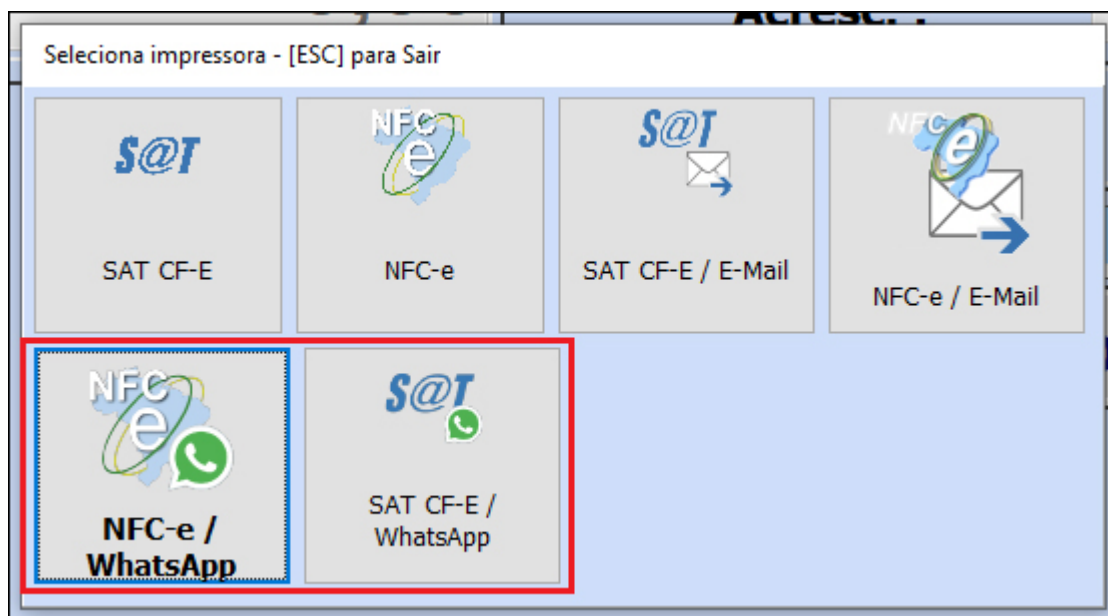 Acresc. :
Seleciona impressora - [ESC] para Sair
S@T
SAT CF-E
NFC
e
NFC-e
S@T
SAT CF-E / E-Mail
NFC
e
NFC-e / E-Mail
NFC
e
NFC-e /
WhatsApp
S@T
SAT CF-E /
WhatsApp